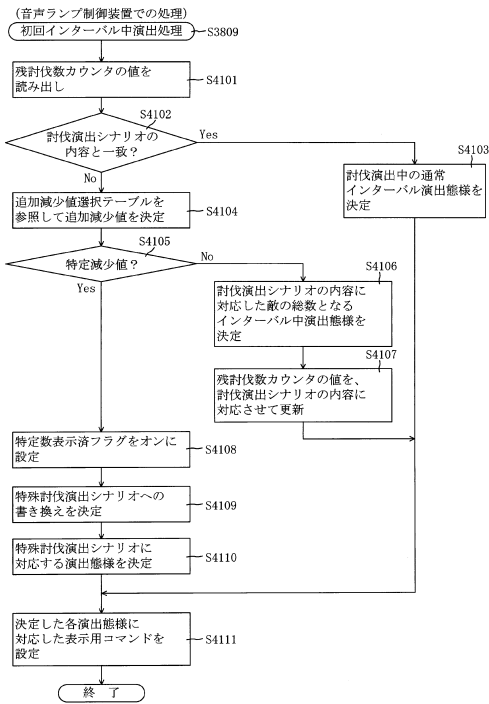 (音声ランプ制御装置での処理)
初回インターバル中演出処理
S3809
残討伐数カウンタの値を
読み出し
S4101
S4102
討伐演出シナリオの
内容と一致?
Yes
No
S4103
討伐演出中の通常
インターバル演出態様を
決定
追加減少値選択テーブルを
参照して追加減少値を決定
S4104
S4105
特定減少値?
No
Yes
S4106
討伐演出シナリオの内容に
対応した敵の総数となる
インターバル中演出態様を
決定
S4107
残討伐数カウンタの値を、
討伐演出シナリオの内容に
対応させて更新
特定数表示済フラグをオンに
設定
S4108
特殊討伐演出シナリオへの
書き換えを決定
S4109
特殊討伐演出シナリオに
対応する演出態様を決定
S4110
決定した各演出態様に
対応した表示用コマンドを
設定
S4111
終 了